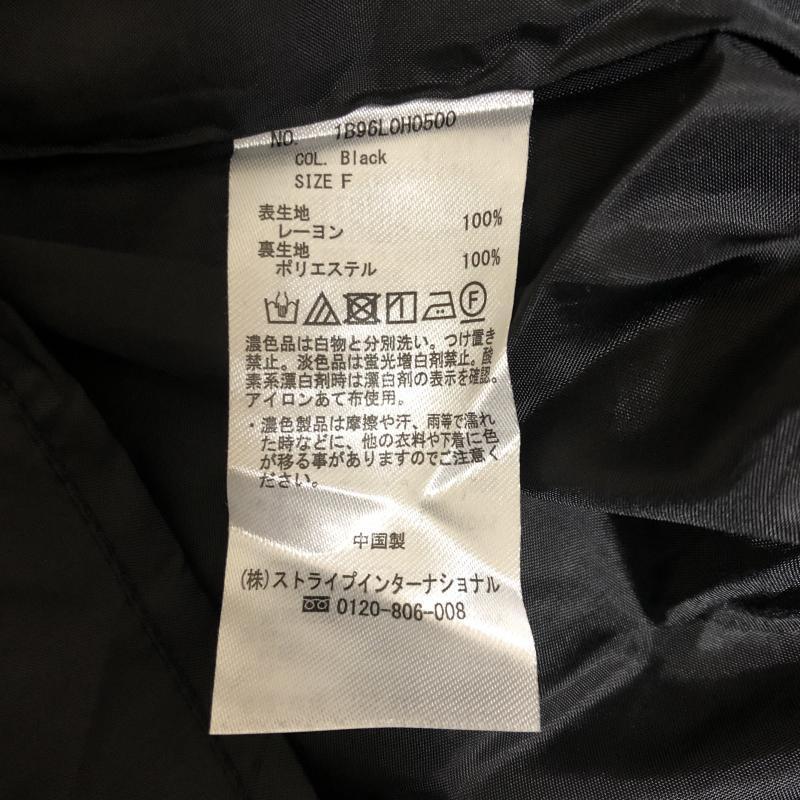 NO. 1B96L0H0500
COL. Black
SIZE F
表生地
レーヨン 100%
裏生地
ポリエステル 100%
F
濃色品は白物と分別洗い。つけ置き
禁止。淡色品は蛍光増白剤禁止。酸
素系漂白剤時は漂白剤の表示を確認。
アイロンあて布使用。
・濃色製品は摩擦や汗、雨等で濡れ
た時などに、他の衣料や下着に色
が移る事がありますのでご注意く
ださい。
中国製
(株)ストライプインターナショナル
0120-806-008